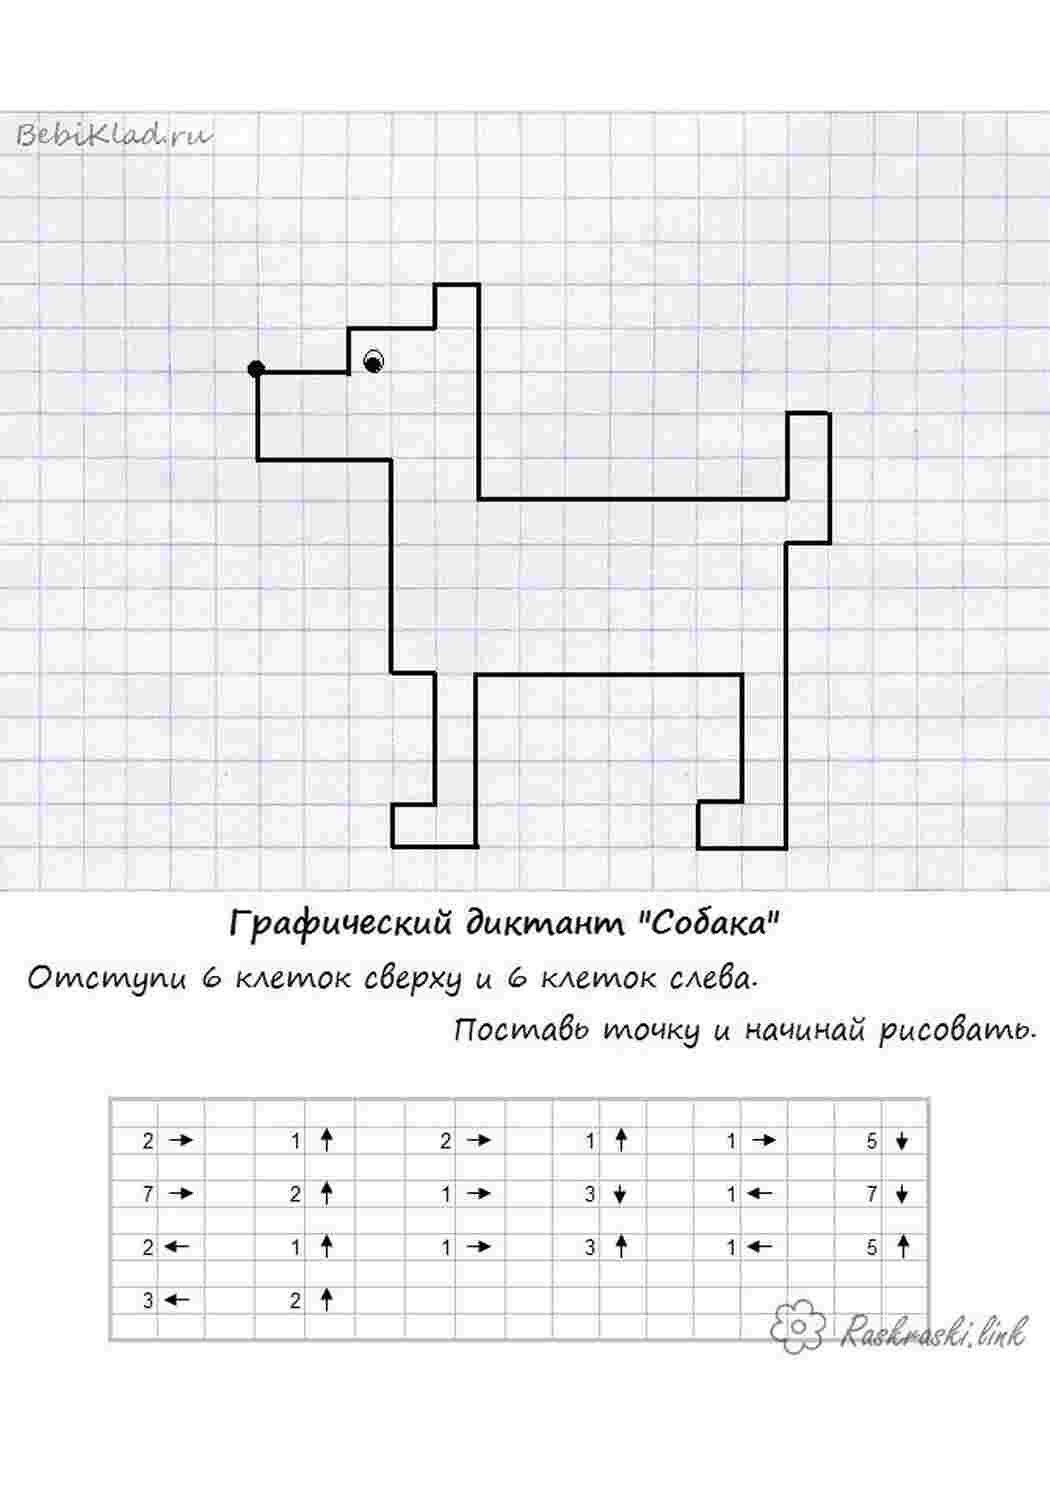 BebiKlad.ru
Графический диктант "Собака"
Отступи 6 клеток сверху и 6 клеток слева.
Поставь точку и начинай рисовать.
2 → 1 ↑ 2 → 1 ↑ 1 → 5 ↓
7 → 2 ↑ 1 → 3 ↓ 1 ← 7 ↓
2 ← 1 ↑ 1 → 3 ↑ 1 ← 5 ↑
3 ← 2 ↑
Raskraski.link